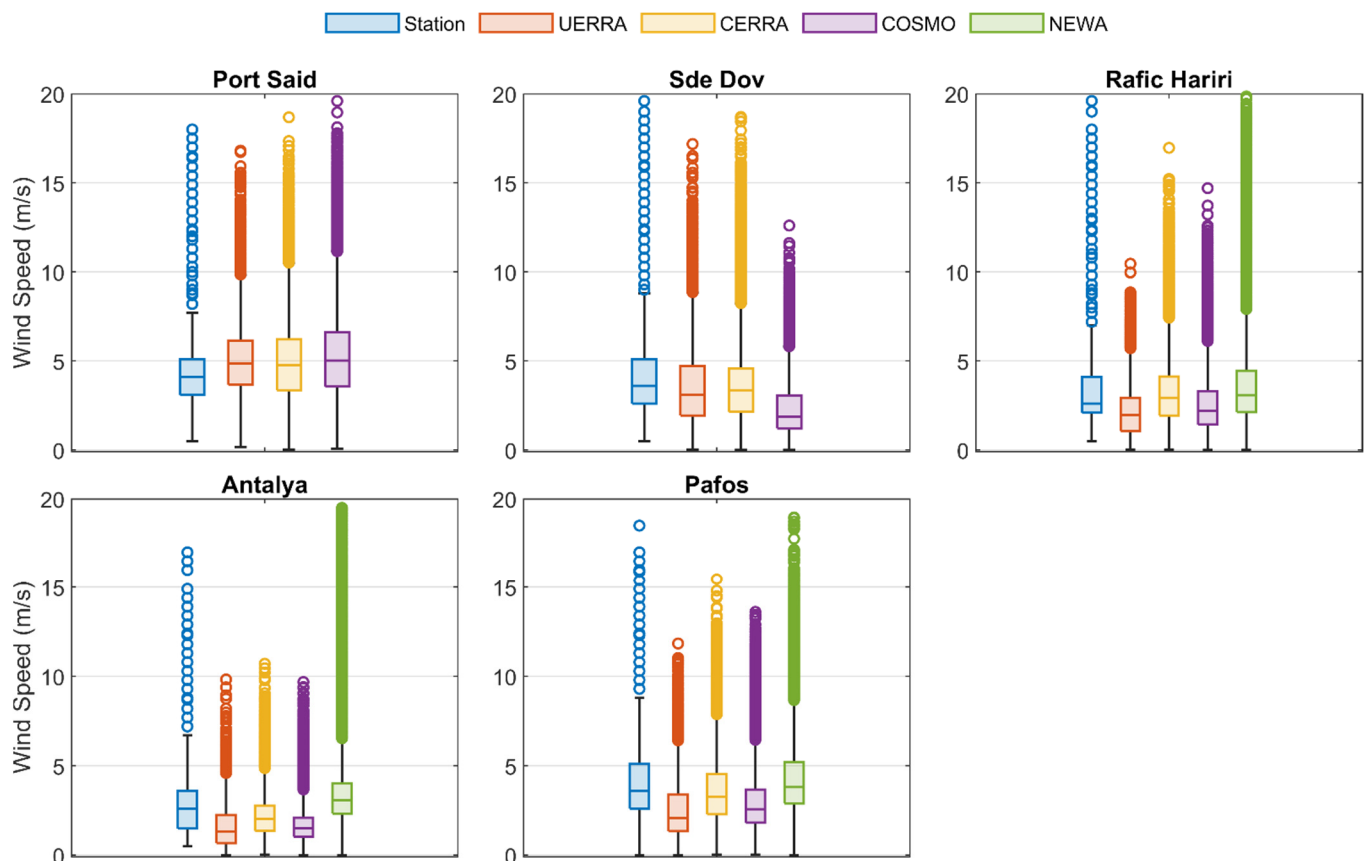 Station UERRA CERRA COSMO NEWA
Port Said Sde Dov Rafic Hariri
20 20 20
15 15 15
10 10 10
5 5 5
0 0 0
Wind Speed (m/s)
Antalya Pafos
20 20
15 15
10 10
5 5
0 0
Wind Speed (m/s)